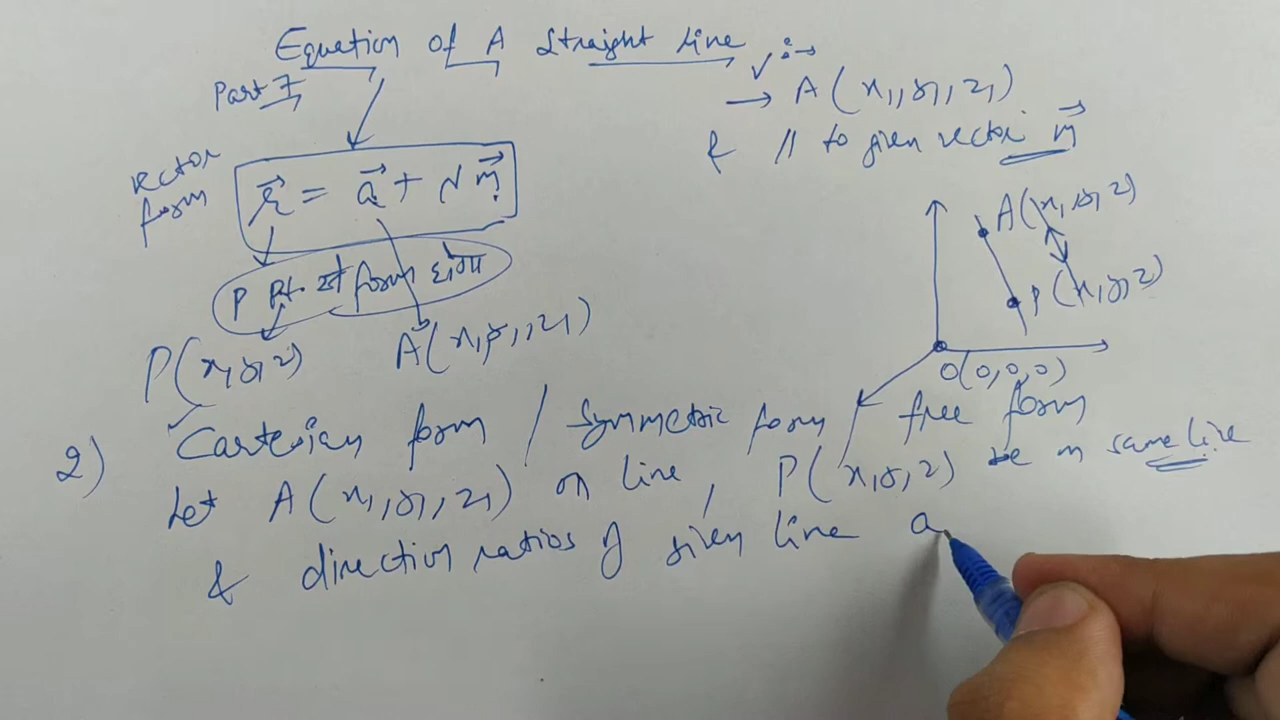 Equation of A Straight Line
Part I
→ A(x₁, y₁, z₁)
& // to given vector m⃗
vector form
r⃗ = a⃗ + λ m⃗
P Pt. से form होगा
P(x, y, z) A(x₁, y₁, z₁)
A(x, y, z)
P(x, y, z)
O(0,0,0)
2) Cartesian form / Symmetric form / free form
Let A(x₁, y₁, z₁) on line, P(x, y, z) be on same line
& direction ratios of given line a